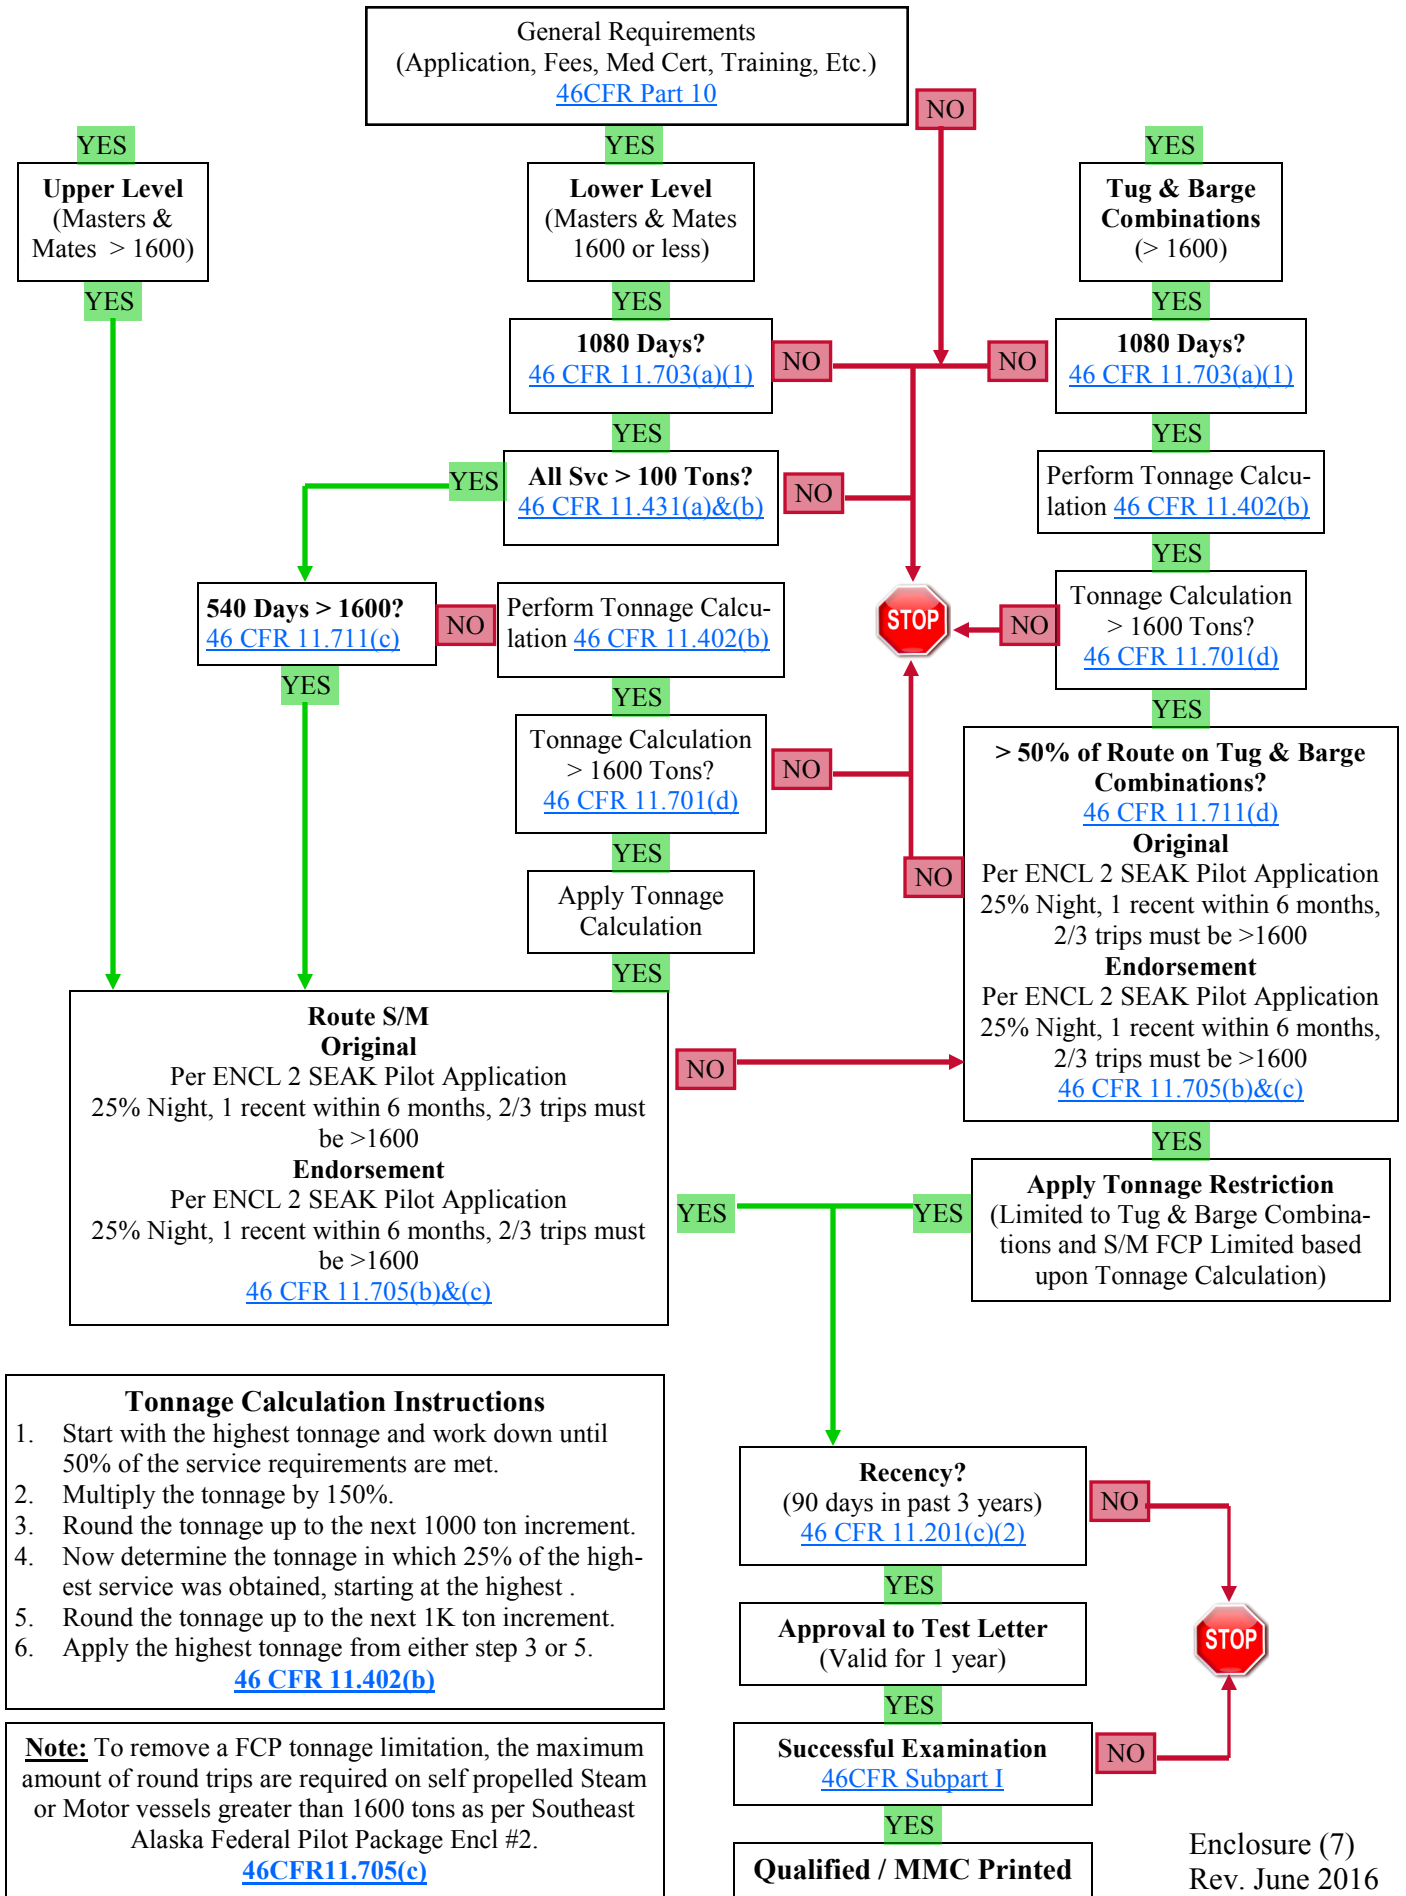 General Requirements
(Application, Fees, Med Cert, Training, Etc.)
46CFR Part 10
NO
YES
YES
YES
Upper Level
(Masters &
Mates > 1600)
Lower Level
(Masters & Mates
1600 or less)
Tug & Barge
Combinations
(> 1600)
YES
YES
YES
1080 Days?
46 CFR 11.703(a)(1)
NO
NO
1080 Days?
46 CFR 11.703(a)(1)
YES
YES
YES
All Svc > 100 Tons?
46 CFR 11.431(a)&(b)
NO
Perform Tonnage Calcu-
lation 46 CFR 11.402(b)
YES
540 Days > 1600?
46 CFR 11.711(c)
NO
Perform Tonnage Calcu-
lation 46 CFR 11.402(b)
STOP
NO
Tonnage Calculation
> 1600 Tons?
46 CFR 11.701(d)
YES
YES
YES
Tonnage Calculation
> 1600 Tons?
46 CFR 11.701(d)
NO
> 50% of Route on Tug & Barge
Combinations?
46 CFR 11.711(d)
Original
Per ENCL 2 SEAK Pilot Application
25% Night, 1 recent within 6 months,
2/3 trips must be >1600
Endorsement
Per ENCL 2 SEAK Pilot Application
25% Night, 1 recent within 6 months,
2/3 trips must be >1600
46 CFR 11.705(b)&(c)
NO
YES
Apply Tonnage
Calculation
YES
Route S/M
Original
Per ENCL 2 SEAK Pilot Application
25% Night, 1 recent within 6 months, 2/3 trips must
be >1600
Endorsement
Per ENCL 2 SEAK Pilot Application
25% Night, 1 recent within 6 months, 2/3 trips must
be >1600
46 CFR 11.705(b)&(c)
NO
YES
YES
YES
Apply Tonnage Restriction
(Limited to Tug & Barge Combina-
tions and S/M FCP Limited based
upon Tonnage Calculation)
Tonnage Calculation Instructions
1. Start with the highest tonnage and work down until
50% of the service requirements are met.
2. Multiply the tonnage by 150%.
3. Round the tonnage up to the next 1000 ton increment.
4. Now determine the tonnage in which 25% of the high-
est service was obtained, starting at the highest .
5. Round the tonnage up to the next 1K ton increment.
6. Apply the highest tonnage from either step 3 or 5.
46 CFR 11.402(b)
Recency?
(90 days in past 3 years)
46 CFR 11.201(c)(2)
NO
YES
Approval to Test Letter
(Valid for 1 year)
STOP
YES
Successful Examination
46CFR Subpart I
NO
YES
Qualified / MMC Printed
Note: To remove a FCP tonnage limitation, the maximum
amount of round trips are required on self propelled Steam
or Motor vessels greater than 1600 tons as per Southeast
Alaska Federal Pilot Package Encl #2.
46CFR11.705(c)
Enclosure (7)
Rev. June 2016